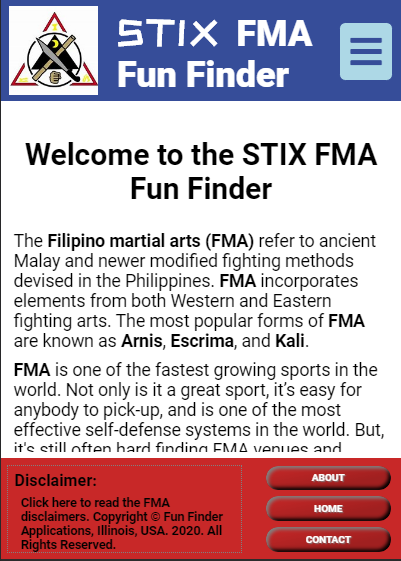 STIX FMA
Fun Finder
Welcome to the STIX FMA
Fun Finder
The Filipino martial arts (FMA) refer to ancient
Malay and newer modified fighting methods
devised in the Philippines. FMA incorporates
elements from both Western and Eastern
fighting arts. The most popular forms of FMA
are known as Arnis, Escrima, and Kali.
FMA is one of the fastest growing sports in the
world. Not only is it a great sport, it’s easy for
anybody to pick-up, and is one of the most
effective self-defense systems in the world. But,
it's still often hard finding FMA venues and
Disclaimer:
Click here to read the FMA
disclaimers. Copyright © Fun Finder
Applications, Illinois, USA. 2020. All
Rights Reserved.
ABOUT
HOME
CONTACT